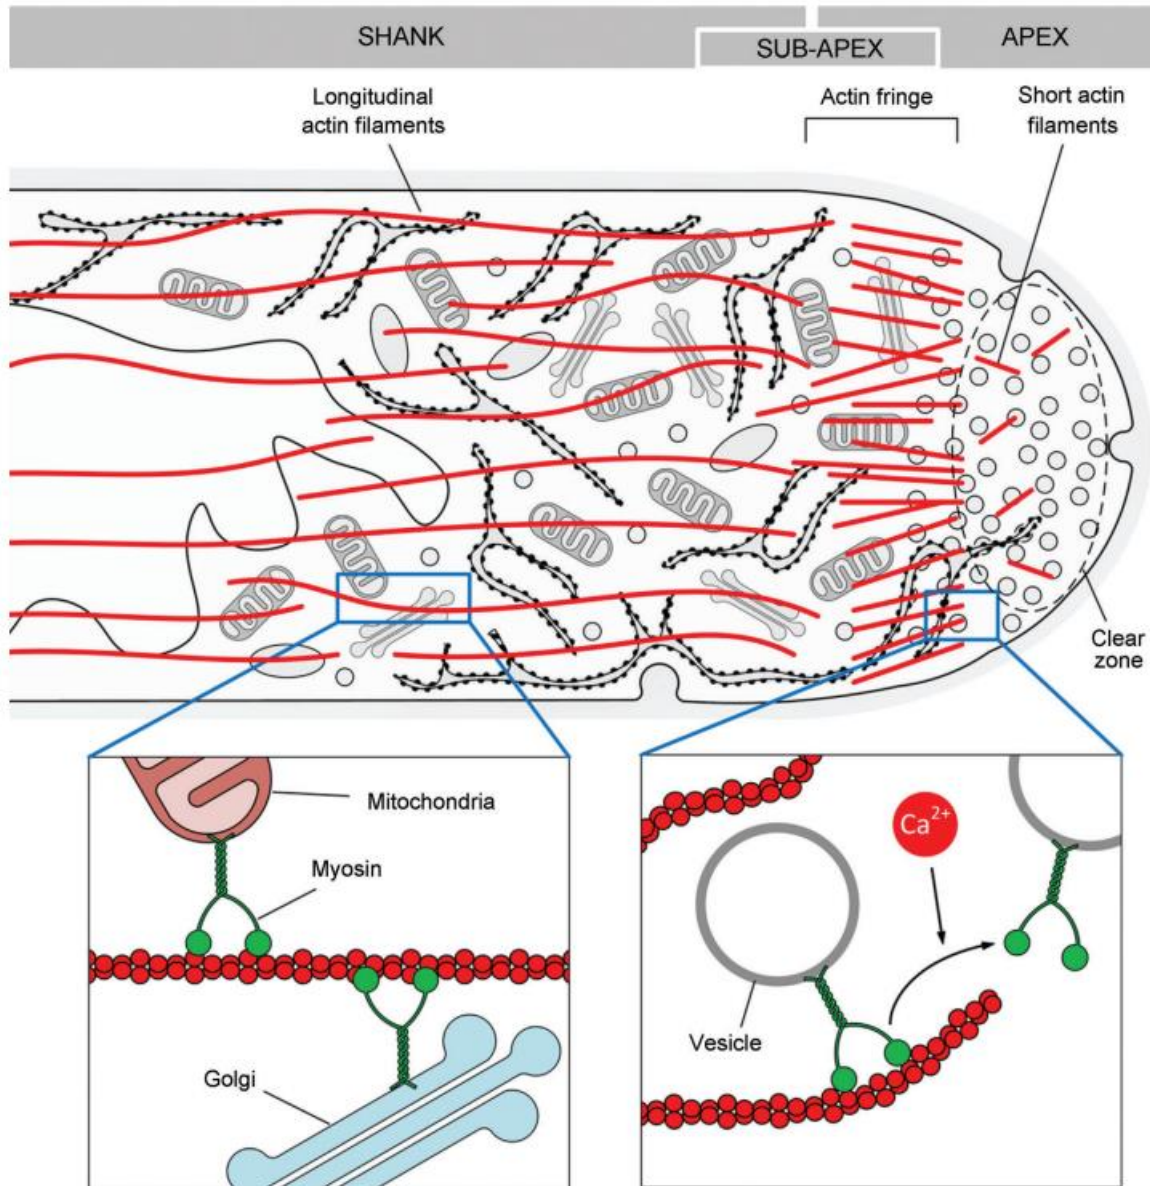 SHANK
SUB-APEX
APEX
Longitudinal
actin filaments
Actin fringe
Short actin
filaments
Clear
zone
Mitochondria
Myosin
Golgi
Ca2+
Vesicle